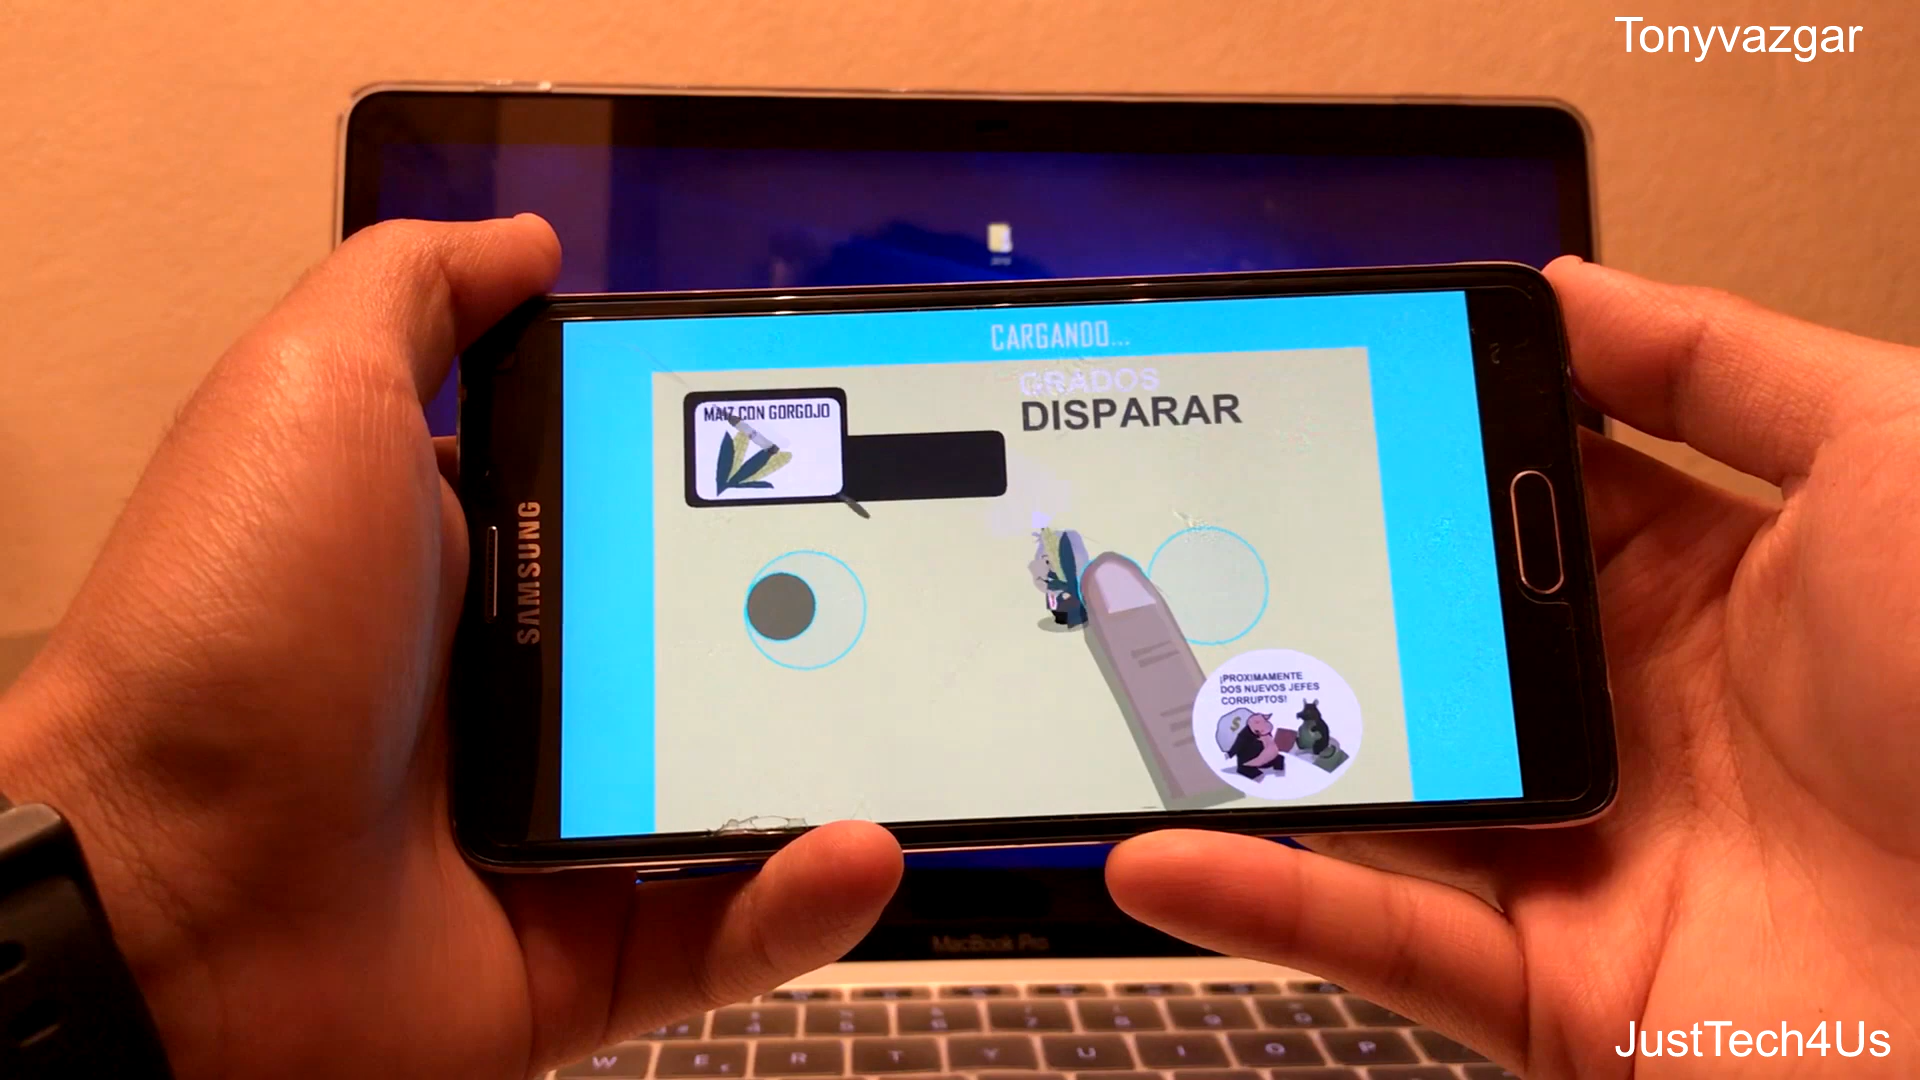 Tonyvazgar
CARGANDO...
GRADOS
DISPARAR
MAIZ CON GORGOJO
SAMSUNG
¡PROXIMAMENTE
DOS NUEVOS JEFES
CORRUPTOS!
$
MacBook Pro
W E R T Y U I O P
JustTech4Us